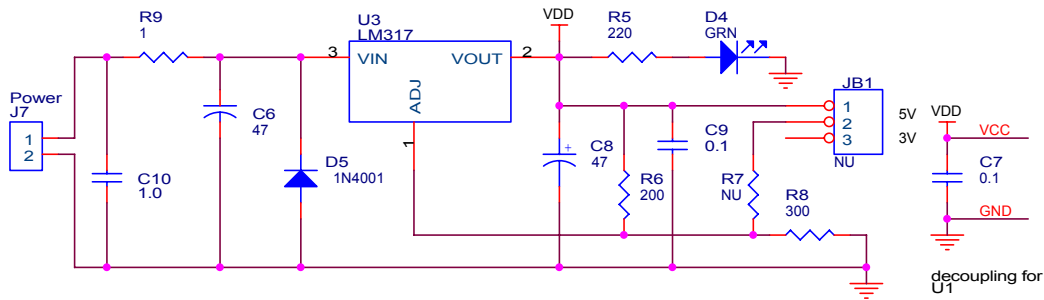 Power
J7
1
2
R9
1
C10
1.0
C6
47
D5
1N4001
U3
LM317
3
VIN
VOUT
2
ADJ
1
VDD
R5
220
D4
GRN
C8
+
47
R6
200
C9
0.1
R7
NU
R8
300
JB1
1
2
3
NU
5V
3V
VDD
VCC
C7
0.1
GND
decoupling for
U1